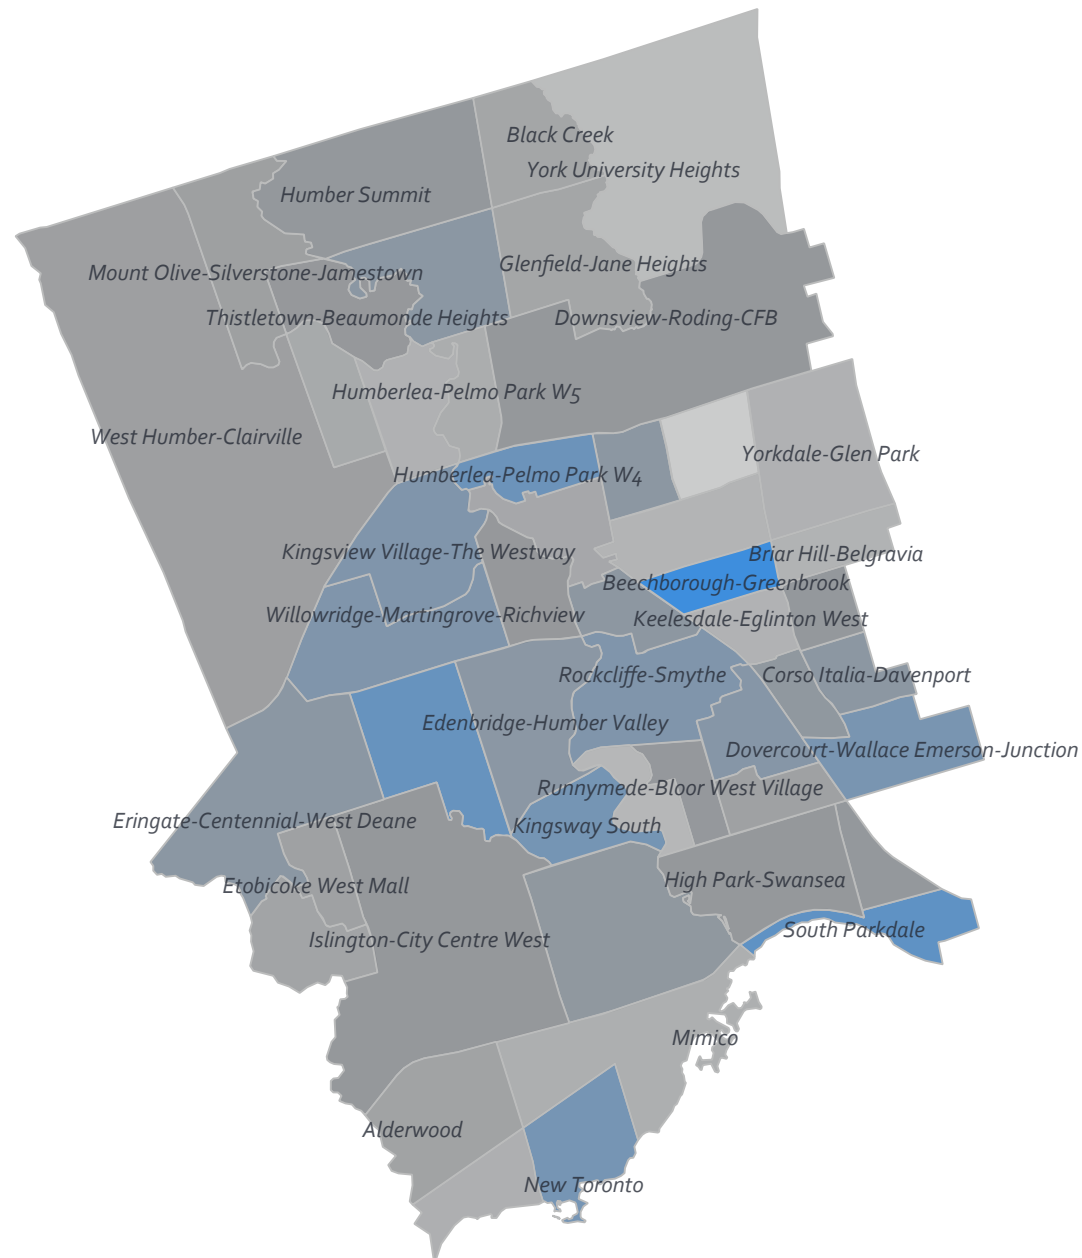 Black Creek
York University Heights
Humber Summit
Glenfield-Jane Heights
Mount Olive-Silverstone-Jamestown
Thistletown-Beaumonde Heights
Downsview-Roding-CFB
Humberlea-Pelmo Park W5
West Humber-Clairville
Yorkdale-Glen Park
Humberlea-Pelmo Park W4
Kingsview Village-The Westway
Briar Hill-Belgravia
Beechborough-Greenbrook
Willowridge-Martingrove-Richview
Keelesdale-Eglinton West
Rockcliffe-Smythe
Corso Italia-Davenport
Edenbridge-Humber Valley
Dovercourt-Wallace Emerson-Junction
Runnymede-Bloor West Village
Eringate-Centennial-West Deane
Kingsway South
High Park-Swansea
Etobicoke West Mall
South Parkdale
Islington-City Centre West
Mimico
Alderwood
New Toronto